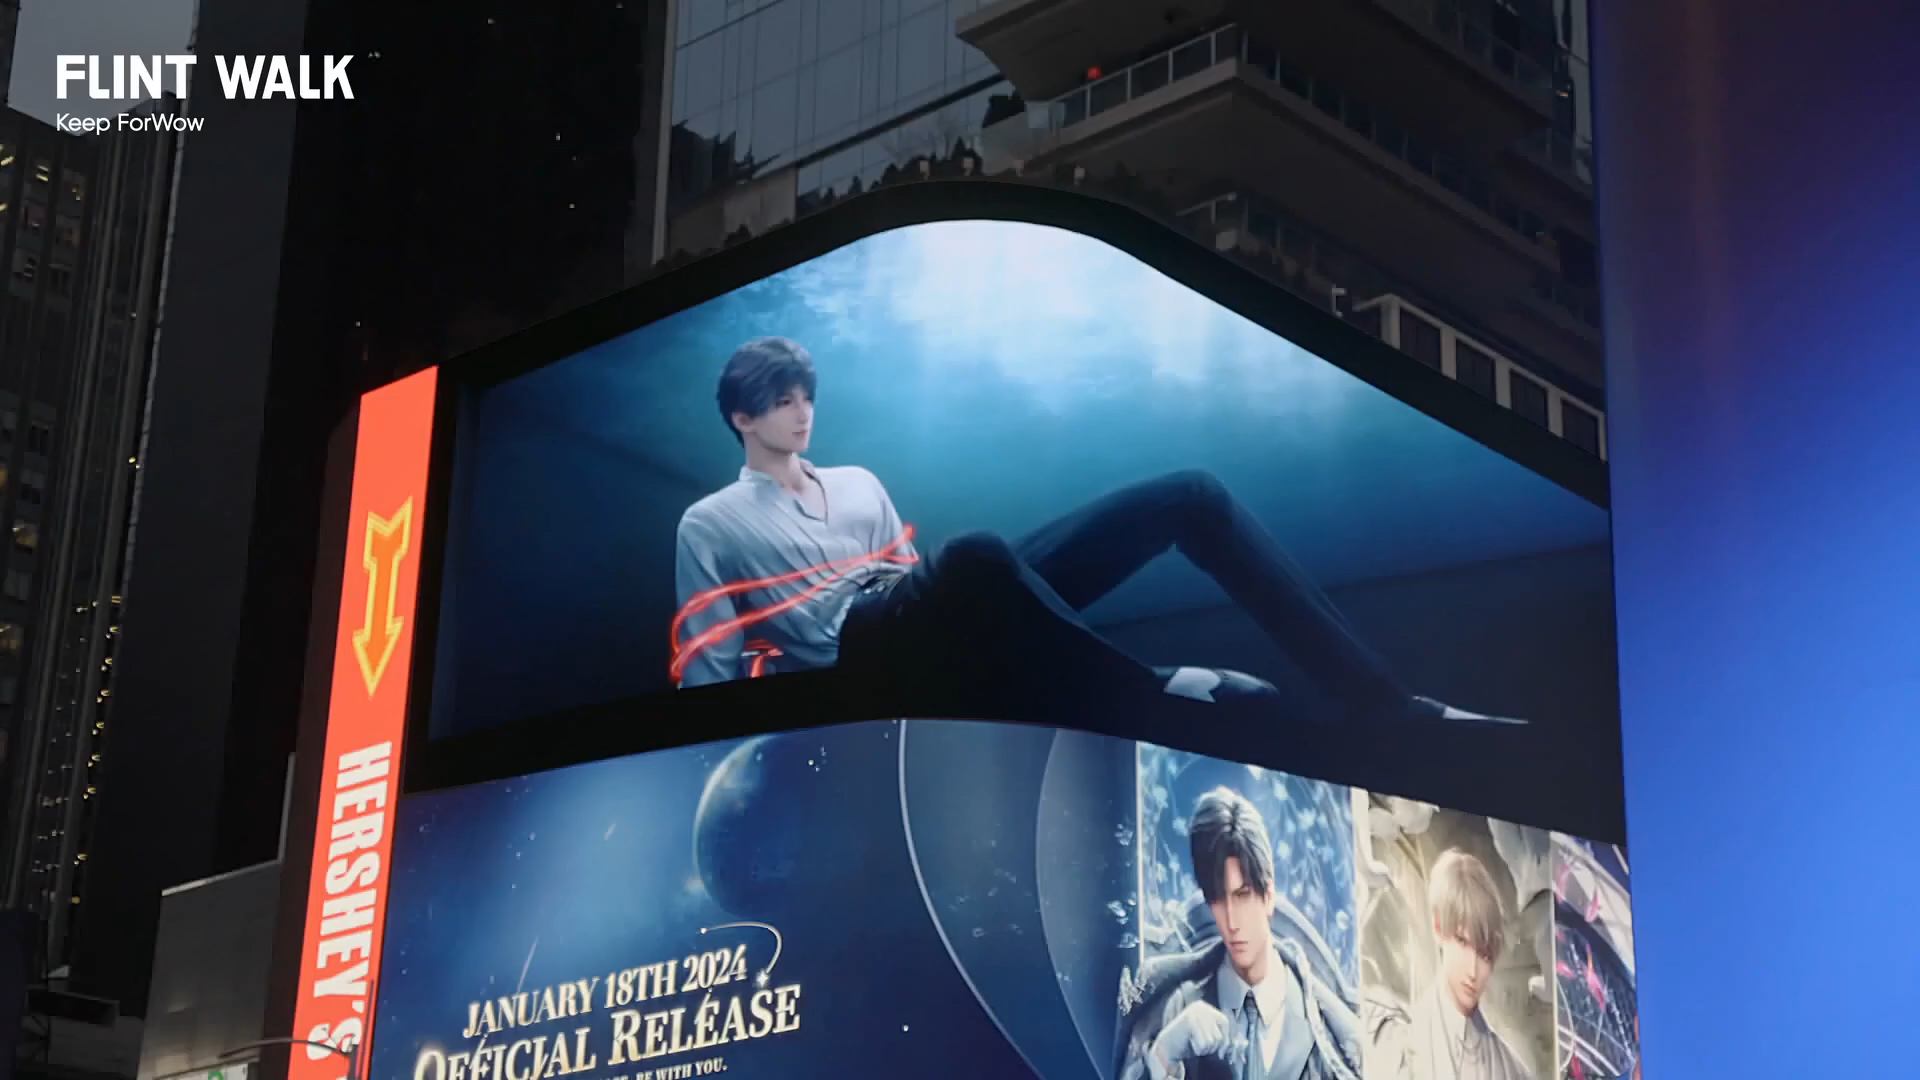 FLINT WALK
Keep ForWow
HERSHEY'S
JANUARY 18TH 2024
OFFICIAL RELEASE
BE WITH YOU.